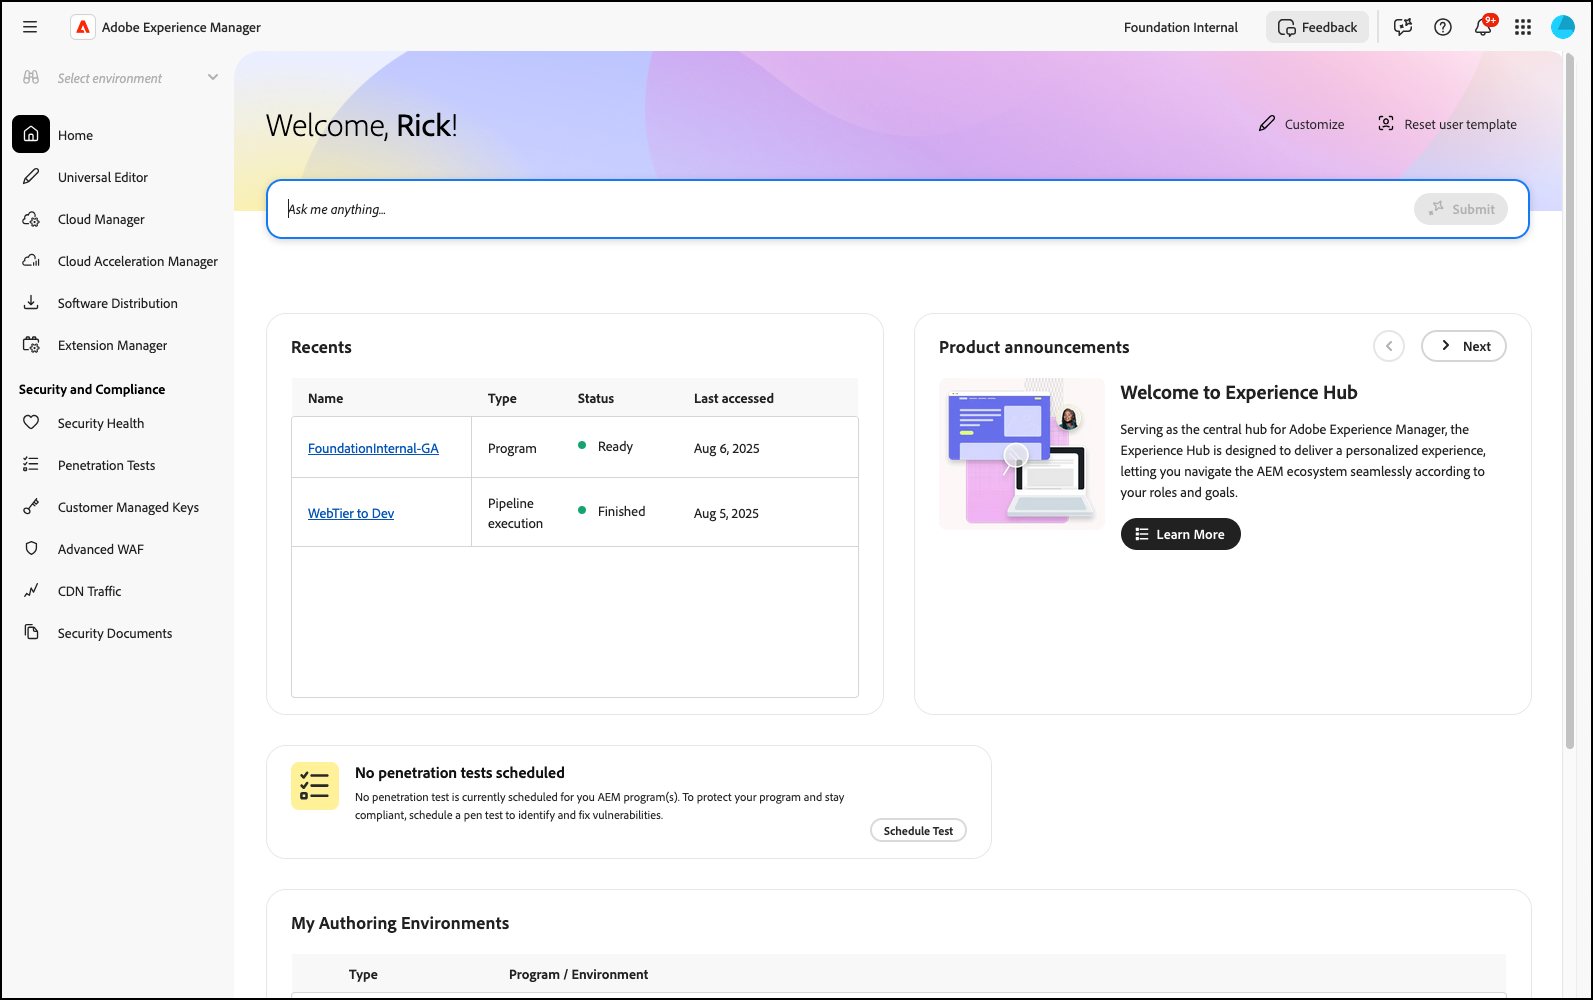 Adobe Experience Manager
Foundation Internal
Feedback
9+
Select environment
Home
Universal Editor
Cloud Manager
Cloud Acceleration Manager
Software Distribution
Extension Manager
Security and Compliance
Security Health
Penetration Tests
Customer Managed Keys
Advanced WAF
CDN Traffic
Security Documents
Welcome, Rick!
Customize
Reset user template
Ask me anything...
Submit
Recents
Name Type Status Last accessed
FoundationInternal-GA Program Ready Aug 6, 2025
WebTier to Dev Pipeline execution Finished Aug 5, 2025
Product announcements
Next
Welcome to Experience Hub
Serving as the central hub for Adobe Experience Manager, the
Experience Hub is designed to deliver a personalized experience,
letting you navigate the AEM ecosystem seamlessly according to
your roles and goals.
Learn More
No penetration tests scheduled
No penetration test is currently scheduled for you AEM program(s). To protect your program and stay
compliant, schedule a pen test to identify and fix vulnerabilities.
Schedule Test
My Authoring Environments
Type Program / Environment